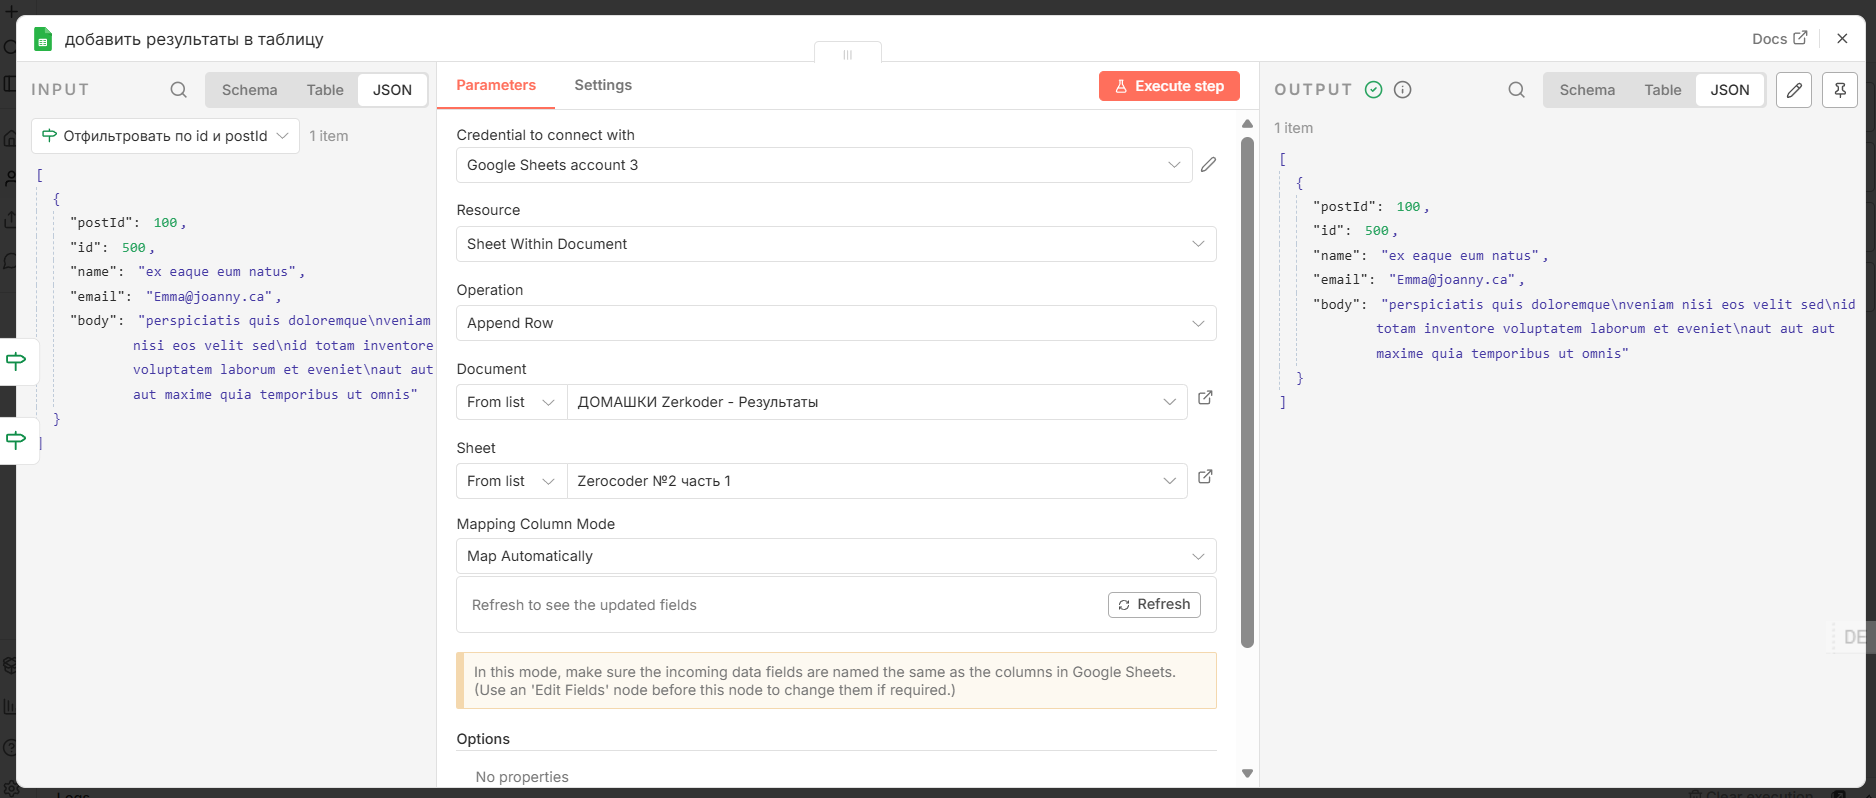 добавить результаты в таблицу
Docs
INPUT
Schema
Table
JSON
Отфильтровать по id и postId
1 item
[
{
"postId": 100,
"id": 500,
"name": "ex eaque eum natus",
"email": "Emma@joanny.ca",
"body": "perspiciatis quis doloremque\nveniam
nisi eos velit sed\nid totam inventore
voluptatem laborum et eveniet\naut aut
aut maxime quia temporibus ut omnis"
}
]
Parameters
Settings
Execute step
Credential to connect with
Google Sheets account 3
Resource
Sheet Within Document
Operation
Append Row
Document
From list
ДОМАШКИ Zerkoder - Результаты
Sheet
From list
Zerocoder №2 часть 1
Mapping Column Mode
Map Automatically
Refresh to see the updated fields
Refresh
In this mode, make sure the incoming data fields are named the same as the columns in Google Sheets.
(Use an 'Edit Fields' node before this node to change them if required.)
Options
No properties
OUTPUT
Schema
Table
JSON
1 item
[
{
"postId": 100,
"id": 500,
"name": "ex eaque eum natus",
"email": "Emma@joanny.ca",
"body": "perspiciatis quis doloremque\nveniam nisi eos velit sed\nid
totam inventore voluptatem laborum et eveniet\naut aut aut
maxime quia temporibus ut omnis"
}
]
DE
Logs
Clear execution